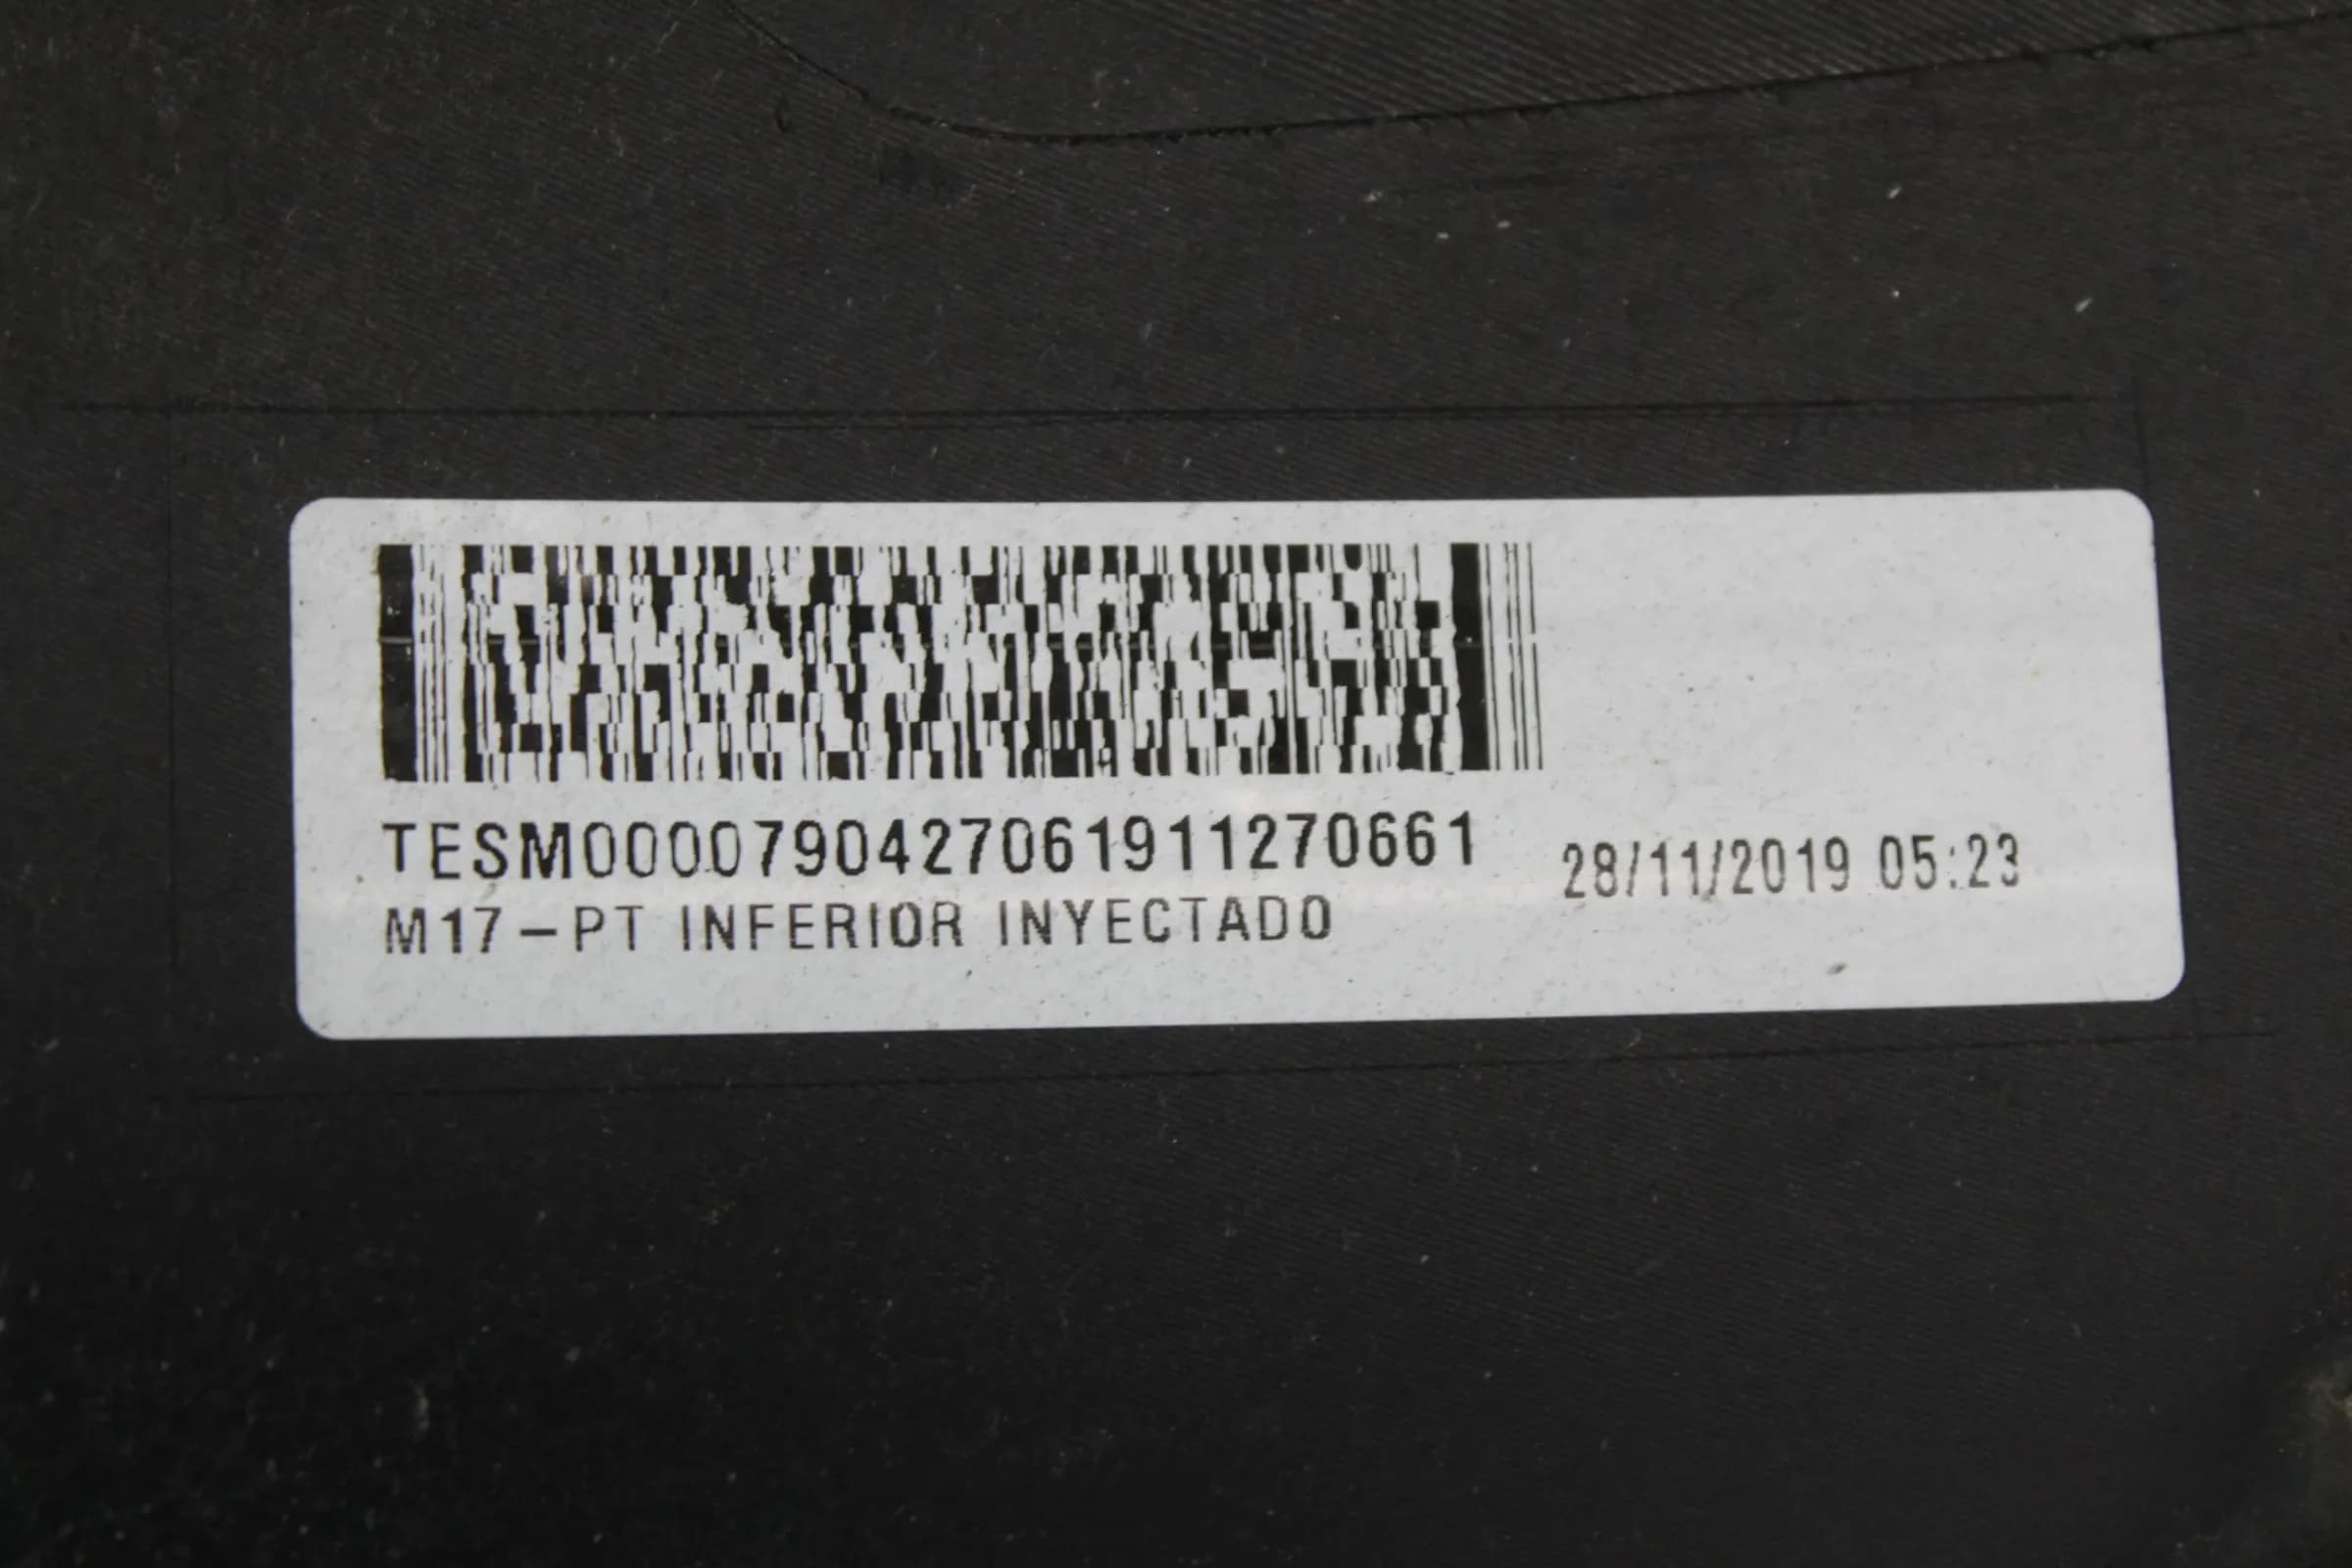 TESM0000790427061911270661
28/11/2019 05:23
M17-PT INFERIOR INYECTADO